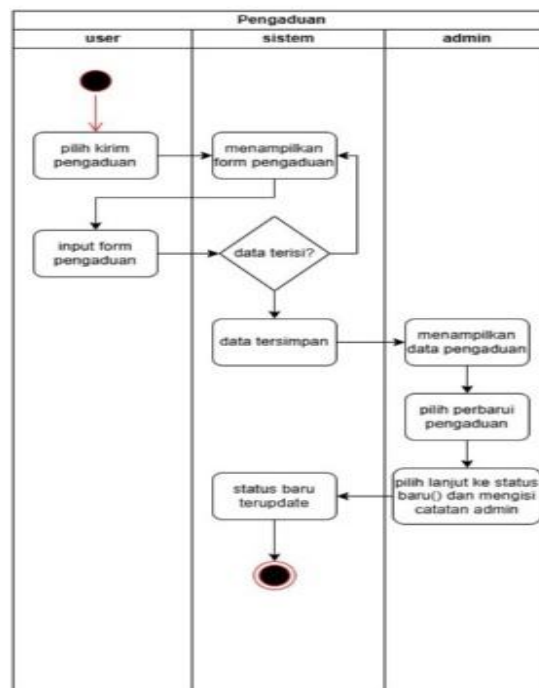 Pengaduan
user
sistem
admin
pilih kirim
pengaduan
menampilkan
form pengaduan
input form
pengaduan
data terisi?
data tersimpan
menampilkan
data pengaduan
pilih perbarui
pengaduan
pilih lanjut ke status
baru() dan mengisi
catatan admin
status baru
terupdate